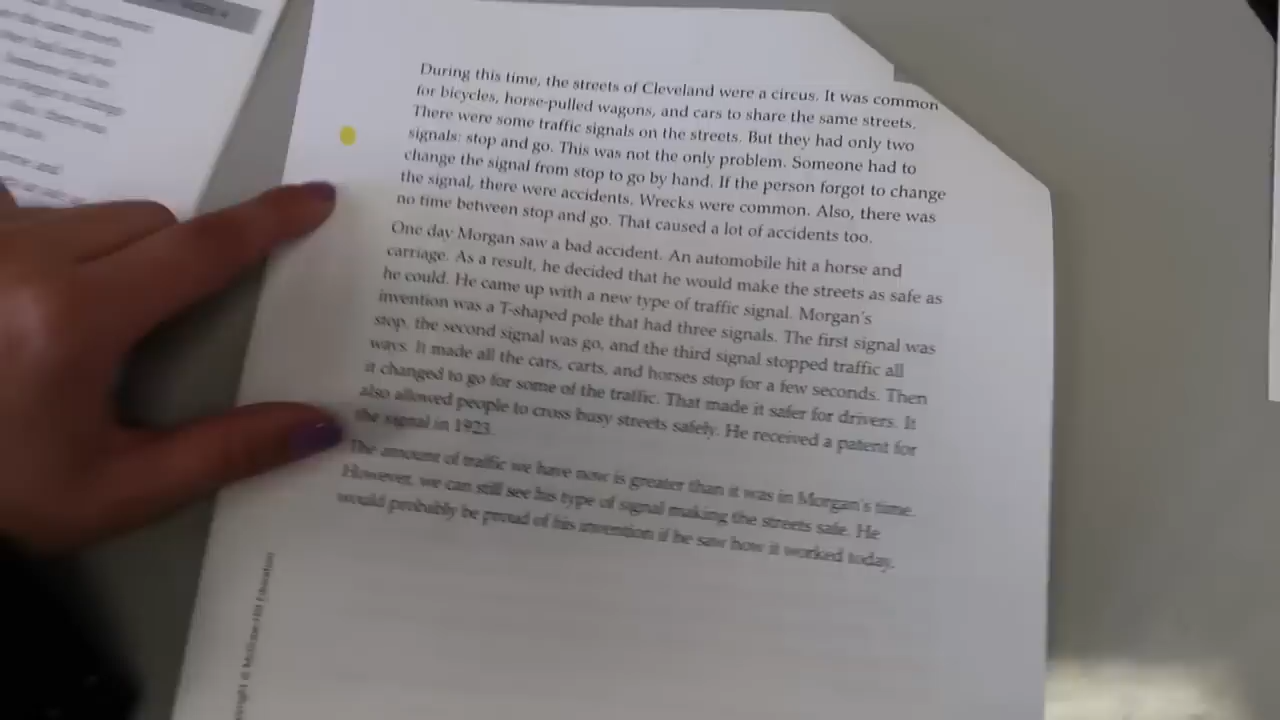 During this time, the streets of Cleveland were a circus. It was common
for bicycles, horse-pulled wagons, and cars to share the same streets.
There were some traffic signals on the streets. But they had only two
signals: stop and go. This was not the only problem. Someone had to
change the signal from stop to go by hand. If the person forgot to change
the signal, there were accidents. Wrecks were common. Also, there was
no time between stop and go. That caused a lot of accidents too.
One day Morgan saw a bad accident. An automobile hit a horse and
carriage. As a result, he decided that he would make the streets as safe as
he could. He came up with a new type of traffic signal. Morgan's
invention was a T-shaped pole that had three signals. The first signal was
stop, the second signal was go, and the third signal stopped traffic all
ways. It made all the cars, carts, and horses stop for a few seconds. Then
it changed to go for some of the traffic. That made it safer for drivers. It
also allowed people to cross busy streets safely. He received a patent for
the signal in 1923.
The amount of traffic we have now is greater than it was in Morgan's time.
However, we can still see his type of signal making the streets safe. He
would probably be proud of his invention if he saw how it worked today.
McGraw-Hill Education